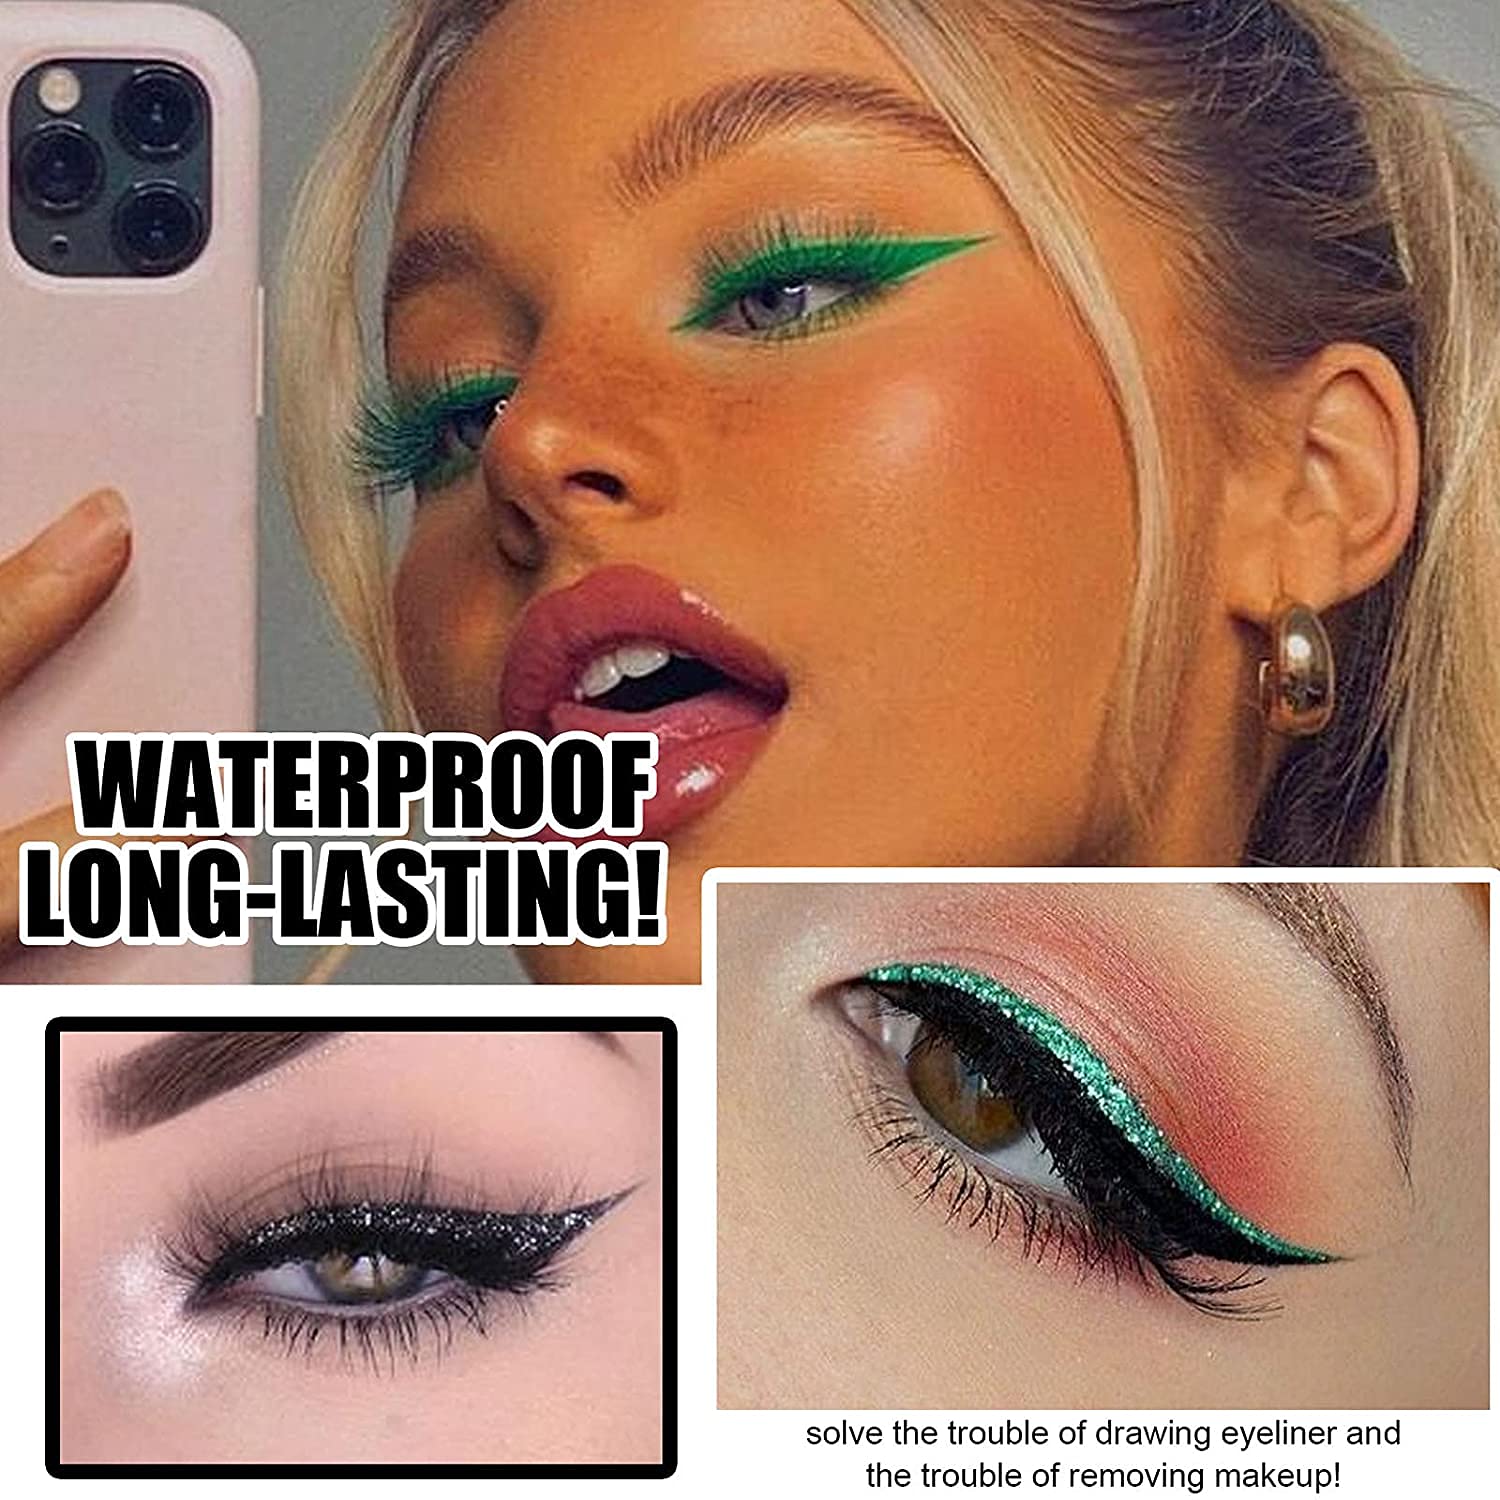 WATERPROOF
LONG-LASTING!
solve the trouble of drawing eyeliner and
the trouble of removing makeup!